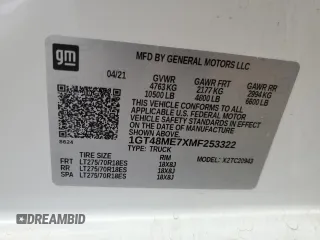 gm
MFD BY GENERAL MOTORS LLC
04/21 GVWR GAWR FRT GAWR RR
4763 KG 2177 KG 2994 KG
10500 LB 4800 LB 6600 LB
THIS VEHICLE CONFORMS TO ALL APPLICABLE
U.S. FEDERAL MOTOR VEHICLE SAFETY
STANDARDS IN EFFECT ON THE DATE OF
MANUFACTURE SHOWN ABOVE.
1GT48ME7XMF253322
6624 TYPE: TRUCK MODEL: X2TC20943
TIRE SIZE RIM
FRT LT275/70R18ES 18X8J
RR LT275/70R18ES 18X8J
SPA LT275/70R18ES 18X8J
AUTOBIDCAR